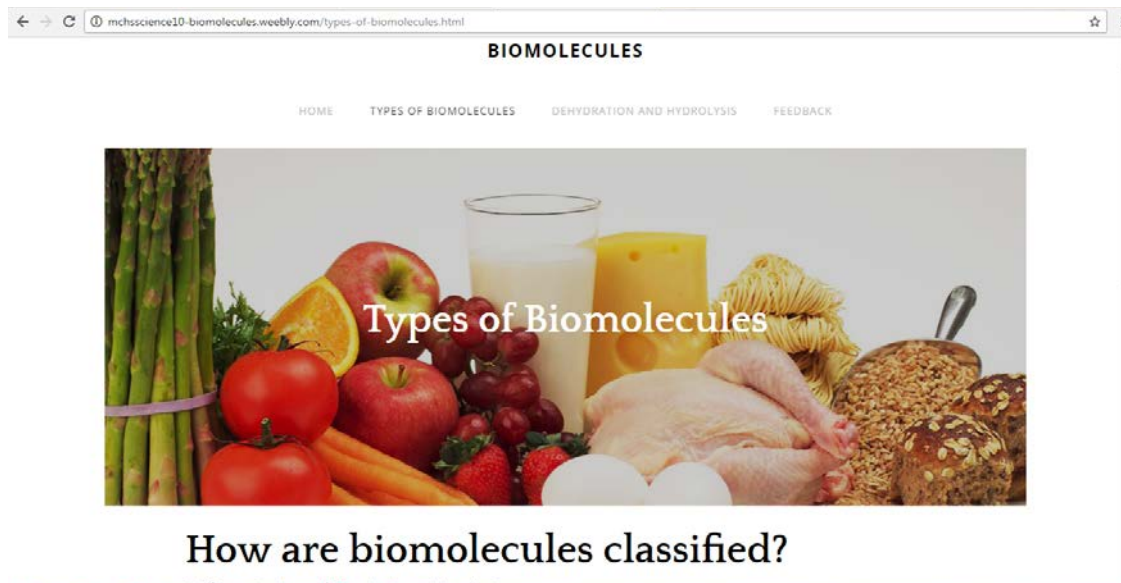 mchsscience10-biomolecules.weebly.com/types-of-biomolecules.html
BIOMOLECULES
HOME TYPES OF BIOMOLECULES DEHYDRATION AND HYDROLYSIS FEEDBACK
Types of Biomolecules
How are biomolecules classified?